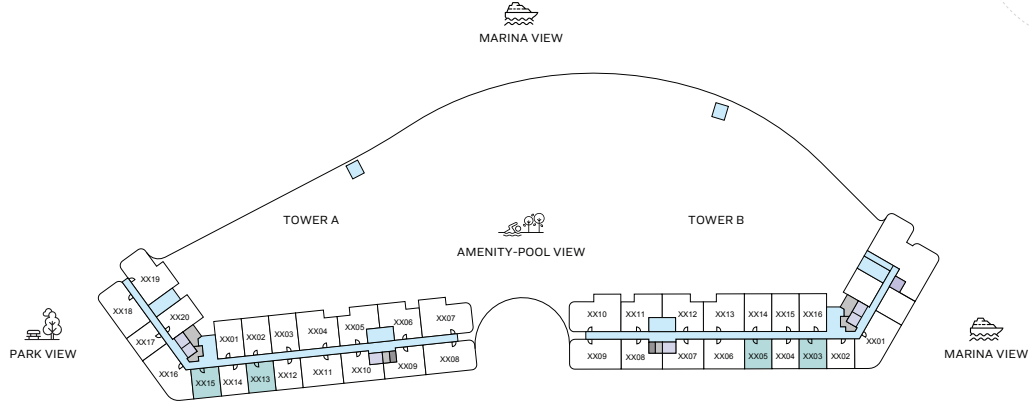 MARINA VIEW
TOWER A
TOWER B
AMENITY-POOL VIEW
PARK VIEW
MARINA VIEW
XX19
XX18
XX20
XX17
XX16
XX01
XX02
XX03
XX04
XX05
XX06
XX07
XX15
XX14
XX13
XX12
XX11
XX10
XX09
XX08
XX10
XX11
XX12
XX13
XX14
XX15
XX16
XX09
XX08
XX07
XX06
XX05
XX04
XX03
XX02
XX01